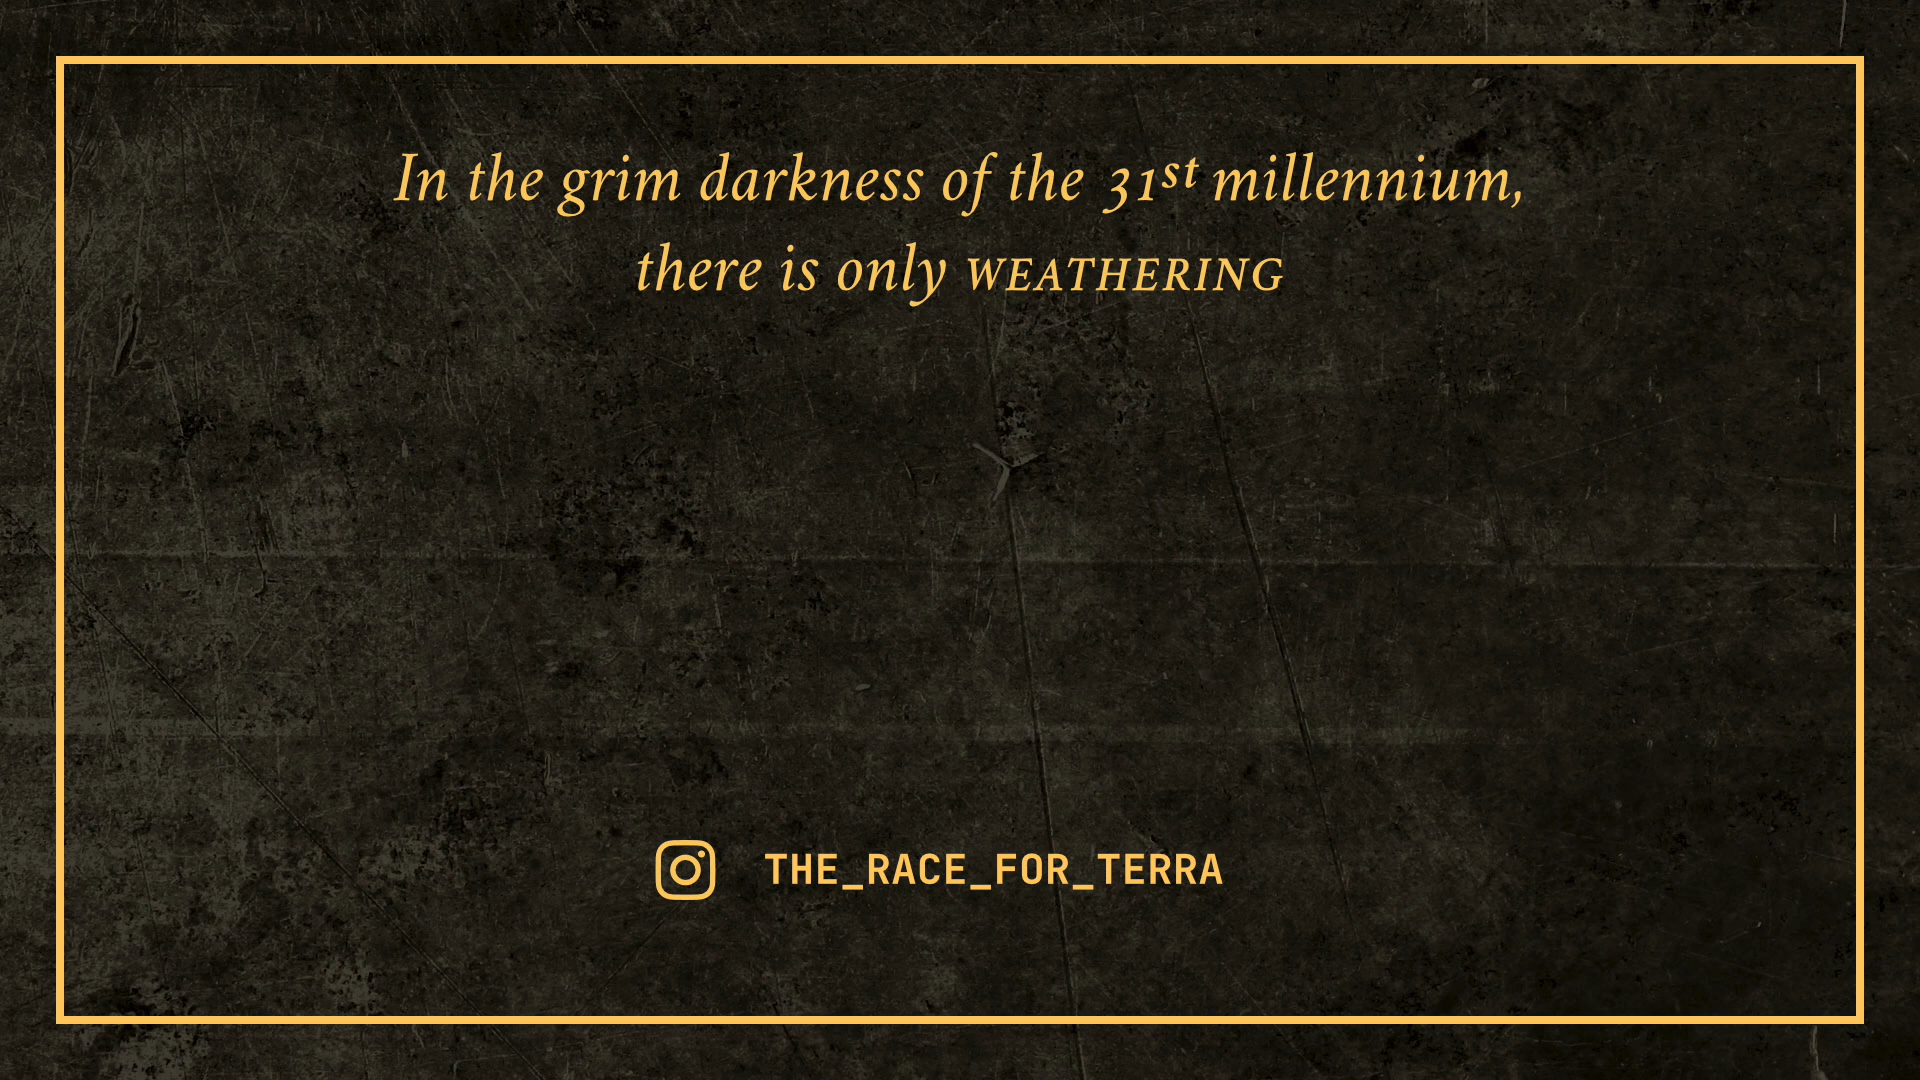 In the grim darkness of the 31st millennium,
there is only WEATHERING
THE_RACE_FOR_TERRA